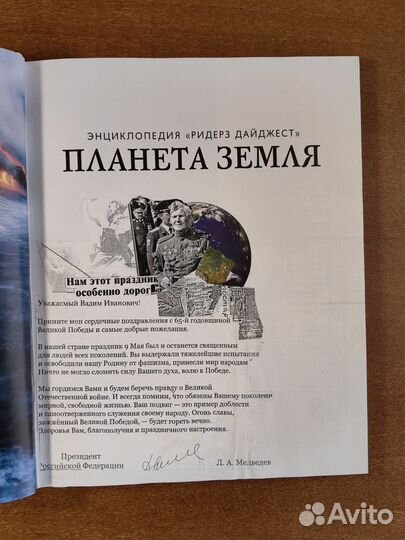 ЭНЦИКЛОПЕДИЯ «РИДЕРЗ ДАЙДЖЕСТ»
ПЛАНЕТА ЗЕМЛЯ
Нам этот праздник
особенно дорог
Уважаемый Вадим Иванович!
Примите мои сердечные поздравления с 65-й годовщиной
Великой Победы и самые добрые пожелания.
В нашей стране праздник 9 Мая был и останется священным
для людей всех поколений. Вы выдержали тяжелейшие испытания
и освободили нашу Родину от фашизма, принесли мир народам
Ничто не могло сломить силу Вашего духа, волю к Победе.
Мы гордимся Вами и будем беречь правду о Великой
Отечественной войне. И всегда помним, что обязаны Вашему поколению
мирной, свободной жизнью. Ваш подвиг — это пример доблести
и самоотверженного служения своему народу. Огонь славы,
зажжённый Великой Победой, — будет гореть вечно.
Здоровья Вам, благополучия и праздничного настроения.
Президент
Российской Федерации
Д. А. Медведев
Avito